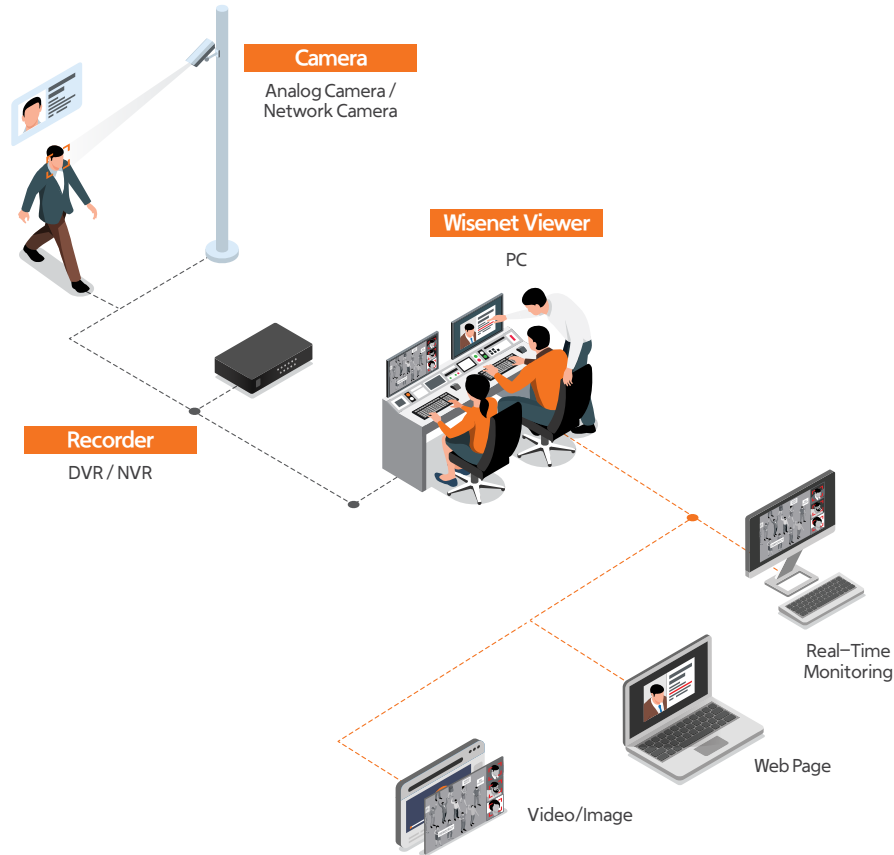 Camera
Analog Camera /
Network Camera
Wisenet Viewer
PC
Recorder
DVR / NVR
Real-Time
Monitoring
Web Page
Video/Image